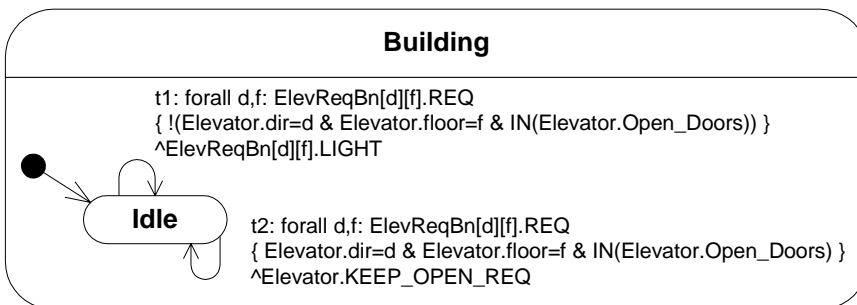 Building
t1: forall d,f: ElevReqBn[d][f].REQ
{ !(Elevator.dir=d & Elevator.floor=f & IN(Elevator.Open_Doors)) }
^ElevReqBn[d][f].LIGHT
Idle
t2: forall d,f: ElevReqBn[d][f].REQ
{ Elevator.dir=d & Elevator.floor=f & IN(Elevator.Open_Doors) }
^Elevator.KEEP_OPEN_REQ